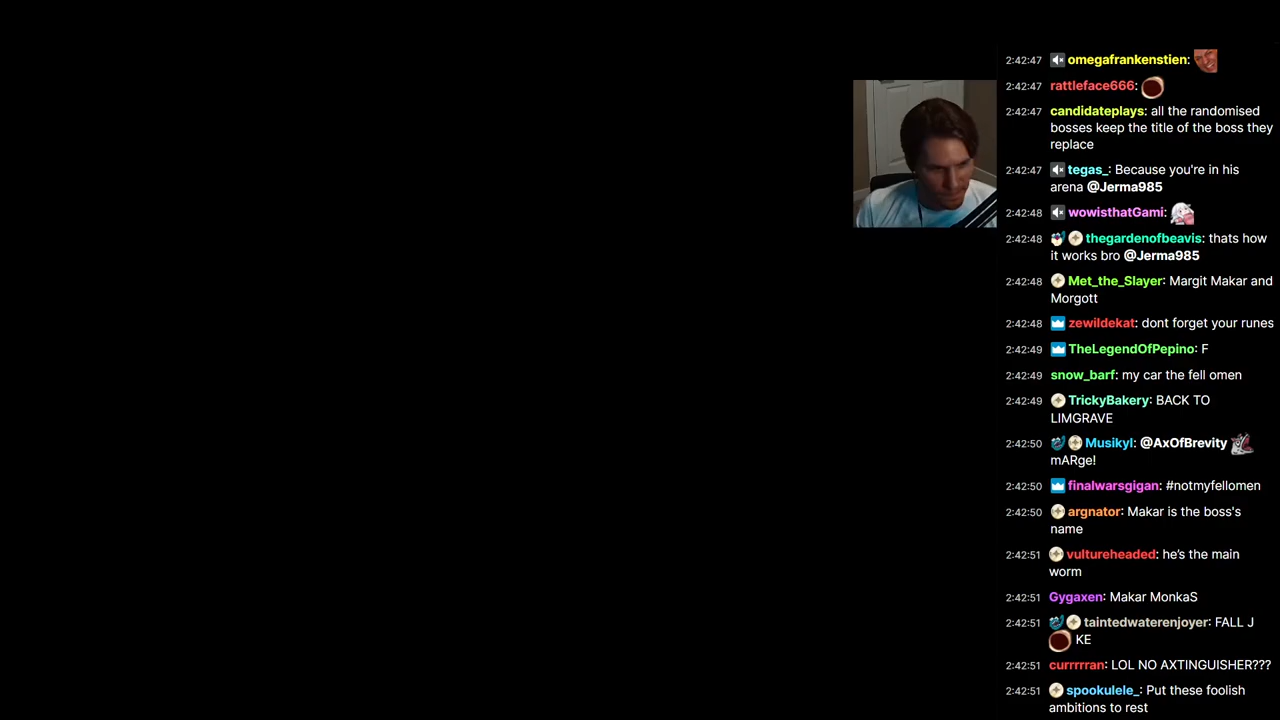 2:42:47 omegafrankenstien:
2:42:47 rattleface666:
2:42:47 candidateplays: all the randomised
bosses keep the title of the boss they
replace
2:42:47 tegas_: Because you're in his
arena @Jerma985
2:42:48 wowisthatGami:
2:42:48 thegardenofbeavis: thats how
it works bro @Jerma985
2:42:48 Met_the_Slayer: Margit Makar and
Morgott
2:42:48 zewildekat: dont forget your runes
2:42:49 TheLegendOfPepino: F
2:42:49 snow_barf: my car the fell omen
2:42:49 TrickyBakery: BACK TO
LIMGRAVE
2:42:50 Musikyl: @AxOfBrevity
mARge!
2:42:50 finalwarsgigan: #notmyfellomen
2:42:50 argnator: Makar is the boss's
name
2:42:51 vultureheaded: he's the main
worm
2:42:51 Gygaxen: Makar MonkaS
2:42:51 taintedwaterenjoyer: FALL J
KE
2:42:51 currrrran: LOL NO AXTINGUISHER???
2:42:51 spookulele_: Put these foolish
ambitions to rest